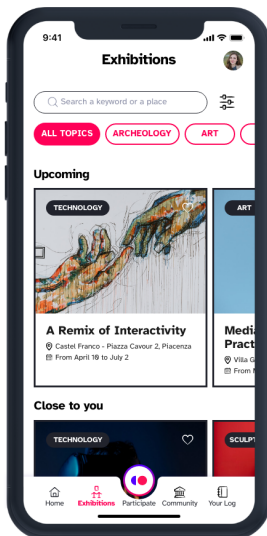 9:41
Exhibitions
Search a keyword or a place
ALL TOPICS
ARCHEOLOGY
ART
Upcoming
TECHNOLOGY
ART
A Remix of Interactivity
Castel Franco - Piazza Cavour 2, Piacenza
From April 10 to July 2
Media
Pract
Villa G
From
Close to you
TECHNOLOGY
SCULPT
Home
Exhibitions
Participate
Community
Your Log